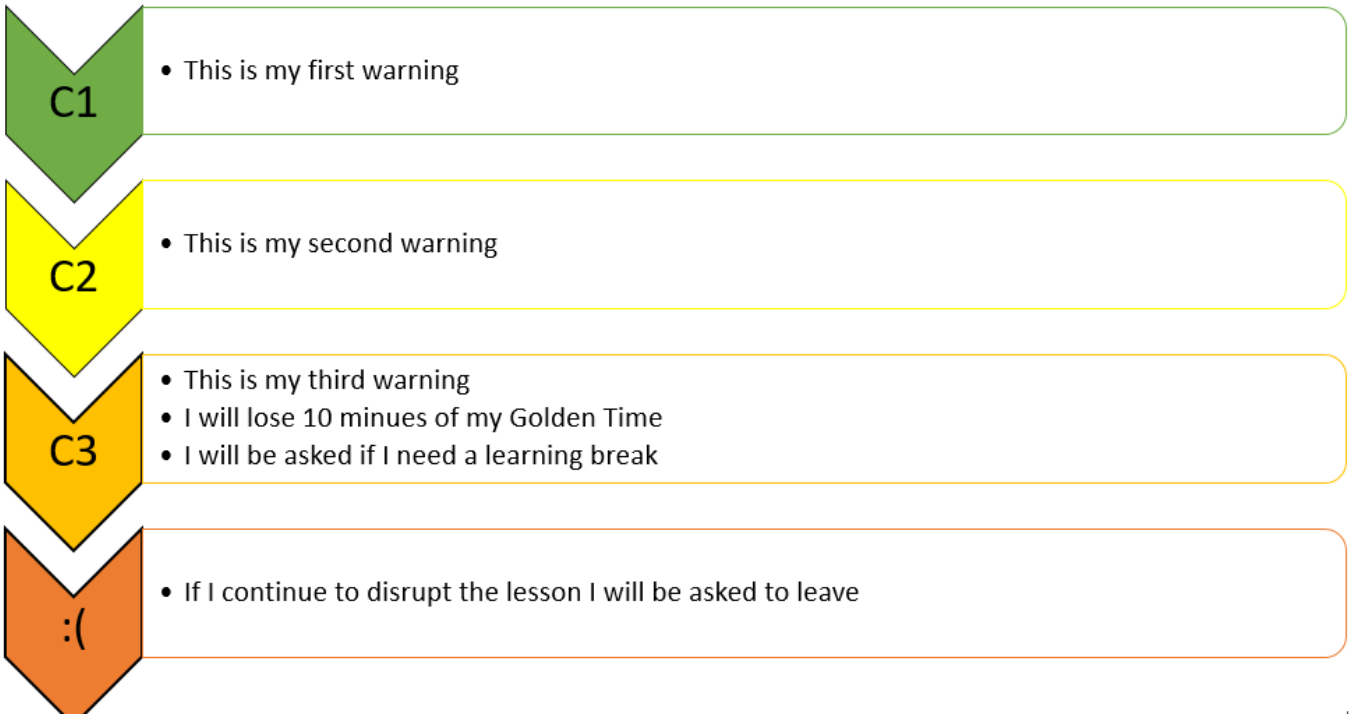 C1
• This is my first warning
C2
• This is my second warning
C3
• This is my third warning
• I will lose 10 minues of my Golden Time
• I will be asked if I need a learning break
:(
• If I continue to disrupt the lesson I will be asked to leave